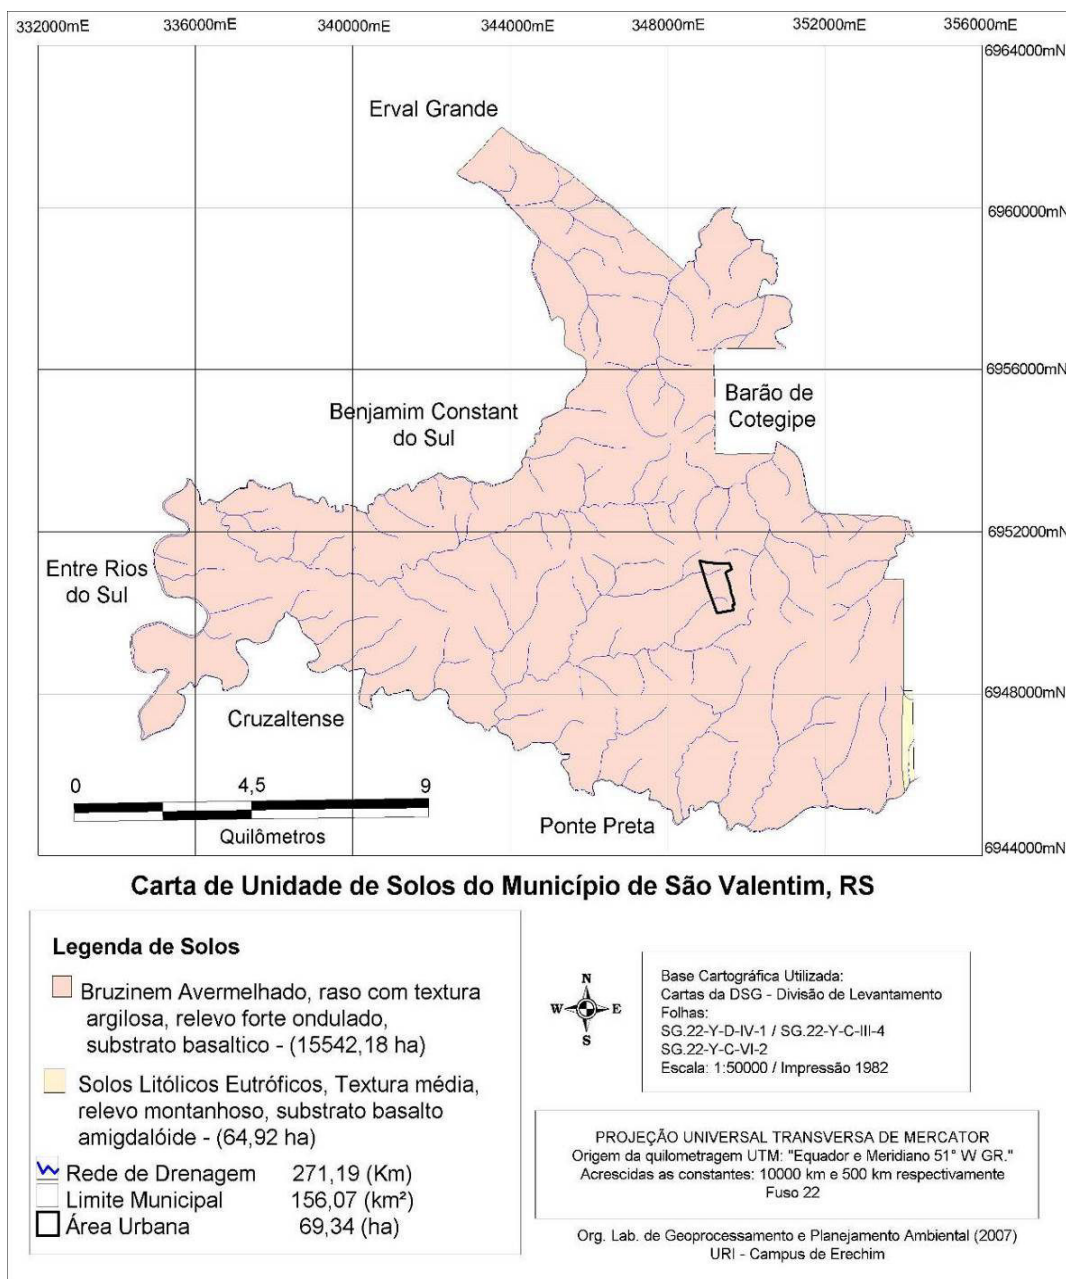 332000mE 336000mE 340000mE 344000mE 348000mE 352000mE 356000mE
6964000mN
Erval Grande
6960000mN
6956000mN
Barão de
Cotegipe
Benjamim Constant
do Sul
6952000mN
Entre Rios
do Sul
6948000mN
Cruzaltense
0 4,5 9
Quilômetros
Ponte Preta
6944000mN
Carta de Unidade de Solos do Município de São Valentim, RS
Legenda de Solos
Bruzinem Avermelhado, raso com textura
argilosa, relevo forte ondulado,
substrato basaltico - (15542,18 ha)
Solos Litólicos Eutróficos, Textura média,
relevo montanhoso, substrato basalto
amigdalóide - (64,92 ha)
Rede de Drenagem 271,19 (Km)
Limite Municipal 156,07 (km²)
Área Urbana 69,34 (ha)
N
W E
S
Base Cartográfica Utilizada:
Cartas da DSG - Divisão de Levantamento
Folhas:
SG.22-Y-D-IV-1 / SG.22-Y-C-III-4
SG.22-Y-C-VI-2
Escala: 1:50000 / Impressão 1982
PROJEÇÃO UNIVERSAL TRANSVERSA DE MERCATOR
Origem da quilometragem UTM: "Equador e Meridiano 51° W GR."
Acrescidas as constantes: 10000 km e 500 km respectivamente
Fuso 22
Org. Lab. de Geoprocessamento e Planejamento Ambiental (2007)
URI - Campus de Erechim